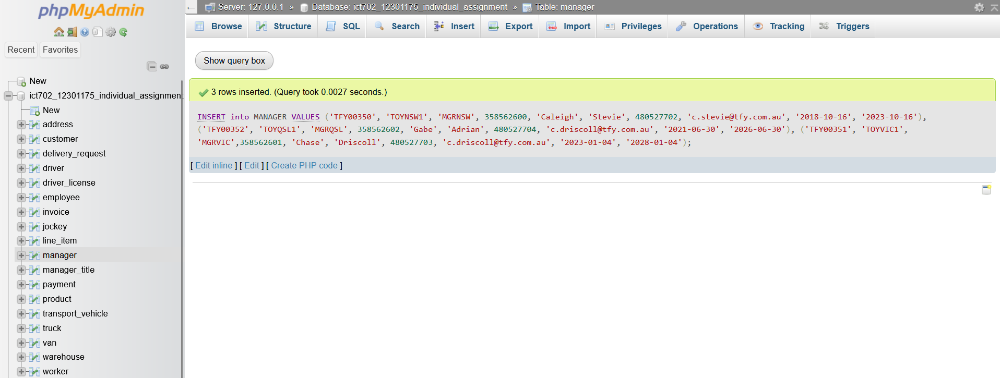 phpMyAdmin
Recent Favorites
New
ict702_12301175_individual_assignment
New
address
customer
delivery_request
driver
driver_license
employee
invoice
jockey
line_item
manager
manager_title
payment
product
transport_vehicle
truck
van
warehouse
worker
Server: 127.0.0.1 » Database: ict702_12301175_individual_assignment » Table: manager
Browse Structure SQL Search Insert Export Import Privileges Operations Tracking Triggers
Show query box
3 rows inserted. (Query took 0.0027 seconds.)
INSERT into MANAGER VALUES ('TFY00350', 'TOYNSW1', 'MGRNSW', 358562600, 'Caleigh', 'Stevie', 480527702, 'c.stevie@tfy.com.au', '2018-10-16', '2023-10-16'),
('TFY00352', 'TOYQSL1', 'MGRQSL', 358562602, 'Gabe', 'Adrian', 480527704, 'c.driscoll@tfy.com.au', '2021-06-30', '2026-06-30'), ('TFY00351', 'TOYVIC1',
'MGRVIC',358562601, 'Chase', 'Driscoll', 480527703, 'c.driscoll@tfy.com.au', '2023-01-04', '2028-01-04');
[ Edit inline ] [ Edit ] [ Create PHP code ]